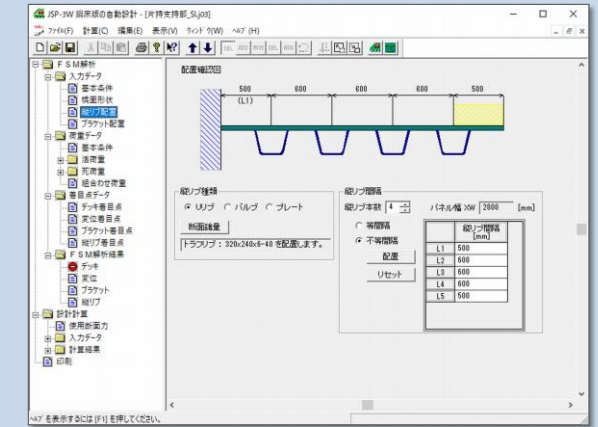 JSP-3W 鋼床版の自動設計 - [片持支持部_SI.jo3]
ファイル(F) 計算(C) 編集(E) 表示(V) ウィンドウ(W) ヘルプ(H)
FSM解析
入力データ
基本条件
橋面形状
縦リブ配置
ブラケット配置
荷重データ
基本条件
活荷重
死荷重
組合わせ荷重
着目点データ
デッキ着目点
変位着目点
ブラケット着目点
縦リブ着目点
FSM解析結果
デッキ
変位
ブラケット
縦リブ
設計計算
使用断面力
入力データ
計算結果
印刷
配置確認図
500 600 600 600 500
(L1)
縦リブ種類
Uリブ バルブ プレート
断面諸量
トラフリブ : 320x240x6-40 を配置します。
縦リブ間隔
縦リブ本数 4 パネル幅 XW 2800 [mm]
等間隔
不等間隔
配置
リセット
縦リブ間隔
[mm]
L1 500
L2 600
L3 600
L4 600
L5 500
ヘルプを表示するには [F1] を押してください。